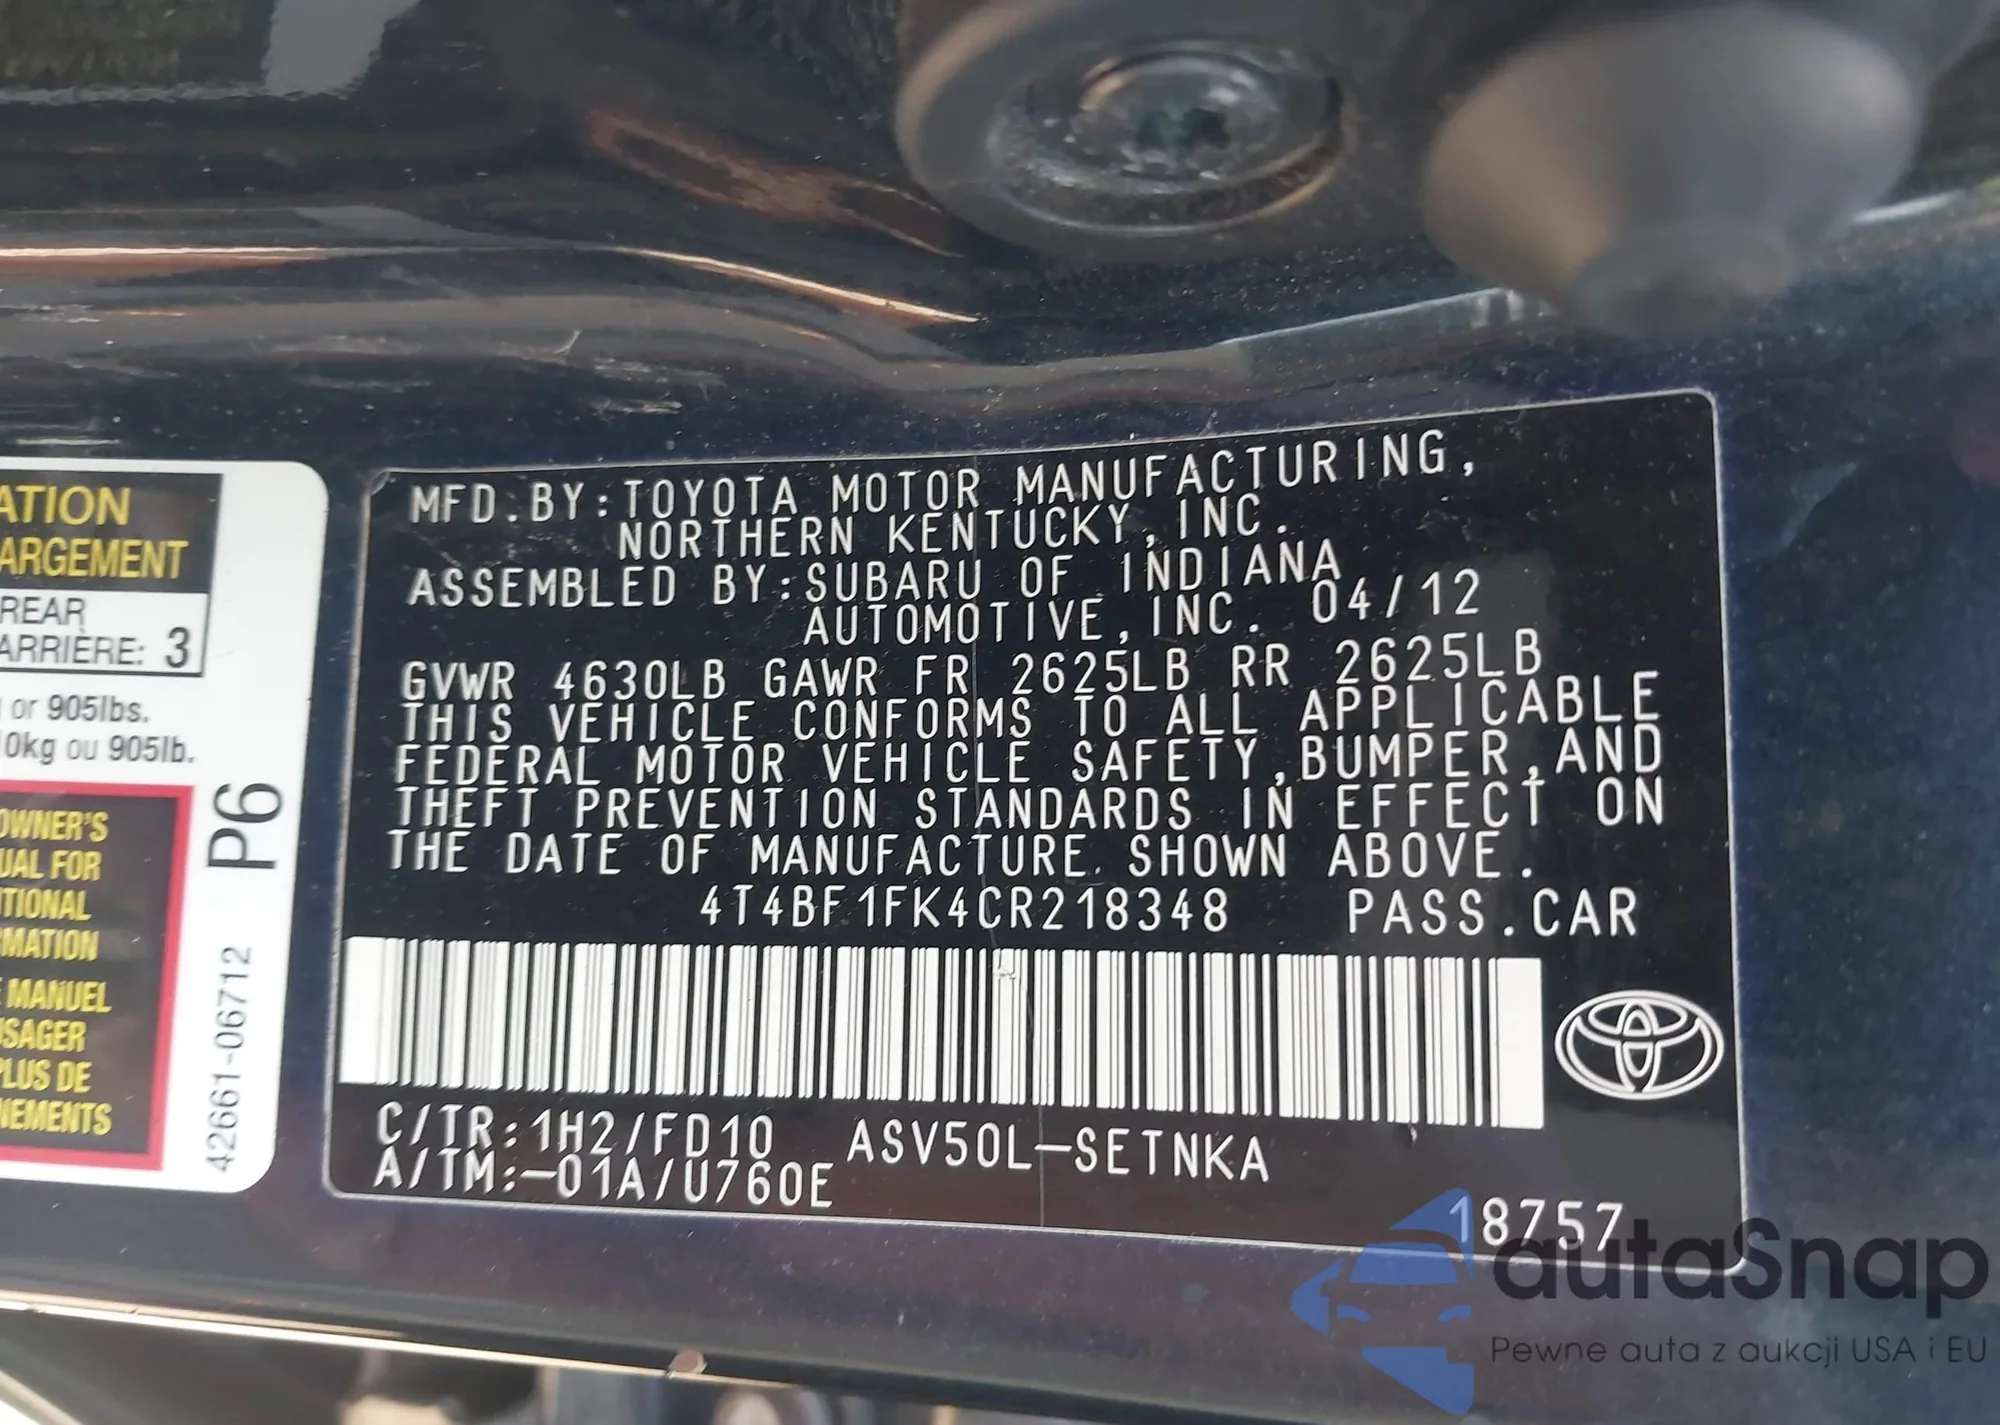 ATION
ARGEMENT
REAR
ARRIÈRE: 3
or 905lbs.
0kg ou 905lb.
OWNER'S
UAL FOR
TIONAL
MATION
MANUEL
SAGER
PLUS DE
NEMENTS
P6
42661-06712
MFD.BY:TOYOTA MOTOR MANUFACTURING,
NORTHERN KENTUCKY,INC.
ASSEMBLED BY:SUBARU OF INDIANA
AUTOMOTIVE,INC. 04/12
GVWR 4630LB GAWR FR 2625LB RR 2625LB
THIS VEHICLE CONFORMS TO ALL APPLICABLE
FEDERAL MOTOR VEHICLE SAFETY,BUMPER,AND
THEFT PREVENTION STANDARDS IN EFFECT ON
THE DATE OF MANUFACTURE SHOWN ABOVE.
4T4BF1FK4CR218348 PASS.CAR
C/TR:1H2/FD10 ASV50L-SETNKA
A/TM:-01A/U760E
18757
autaSnap
Pewne auta z aukcji USA i EU